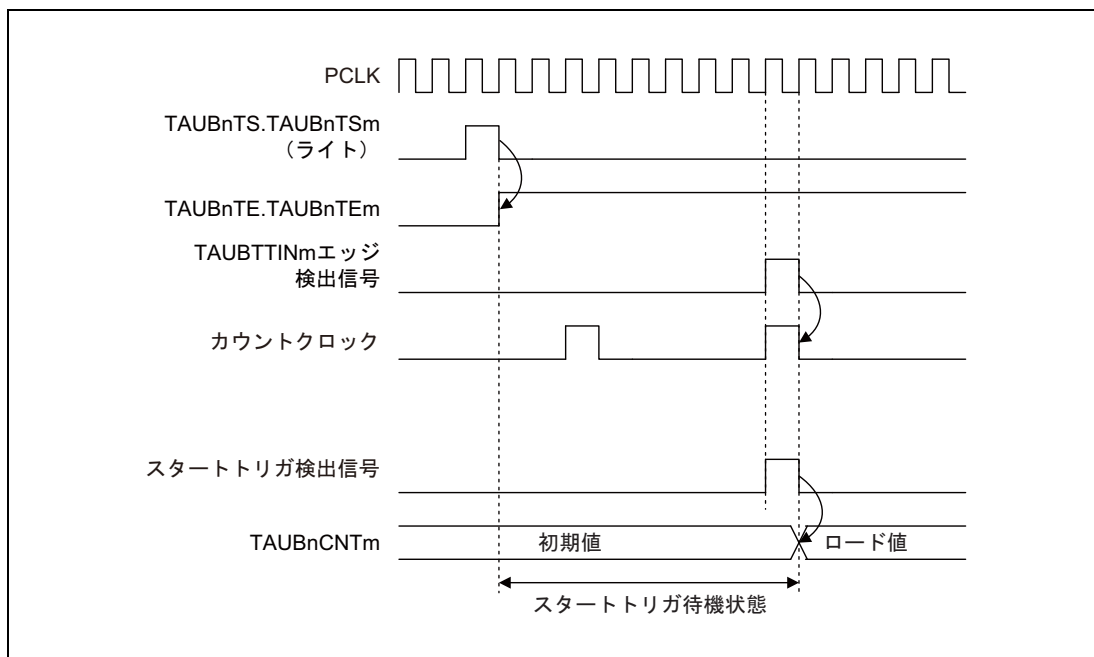 PCLK
TAUBnTS.TAUBnTSm
（ライト）
TAUBnTE.TAUBnTEm
TAUBTTINmエッジ
検出信号
カウントクロック
スタートトリガ検出信号
TAUBnCNTm
初期値
ロード値
スタートトリガ待機状態